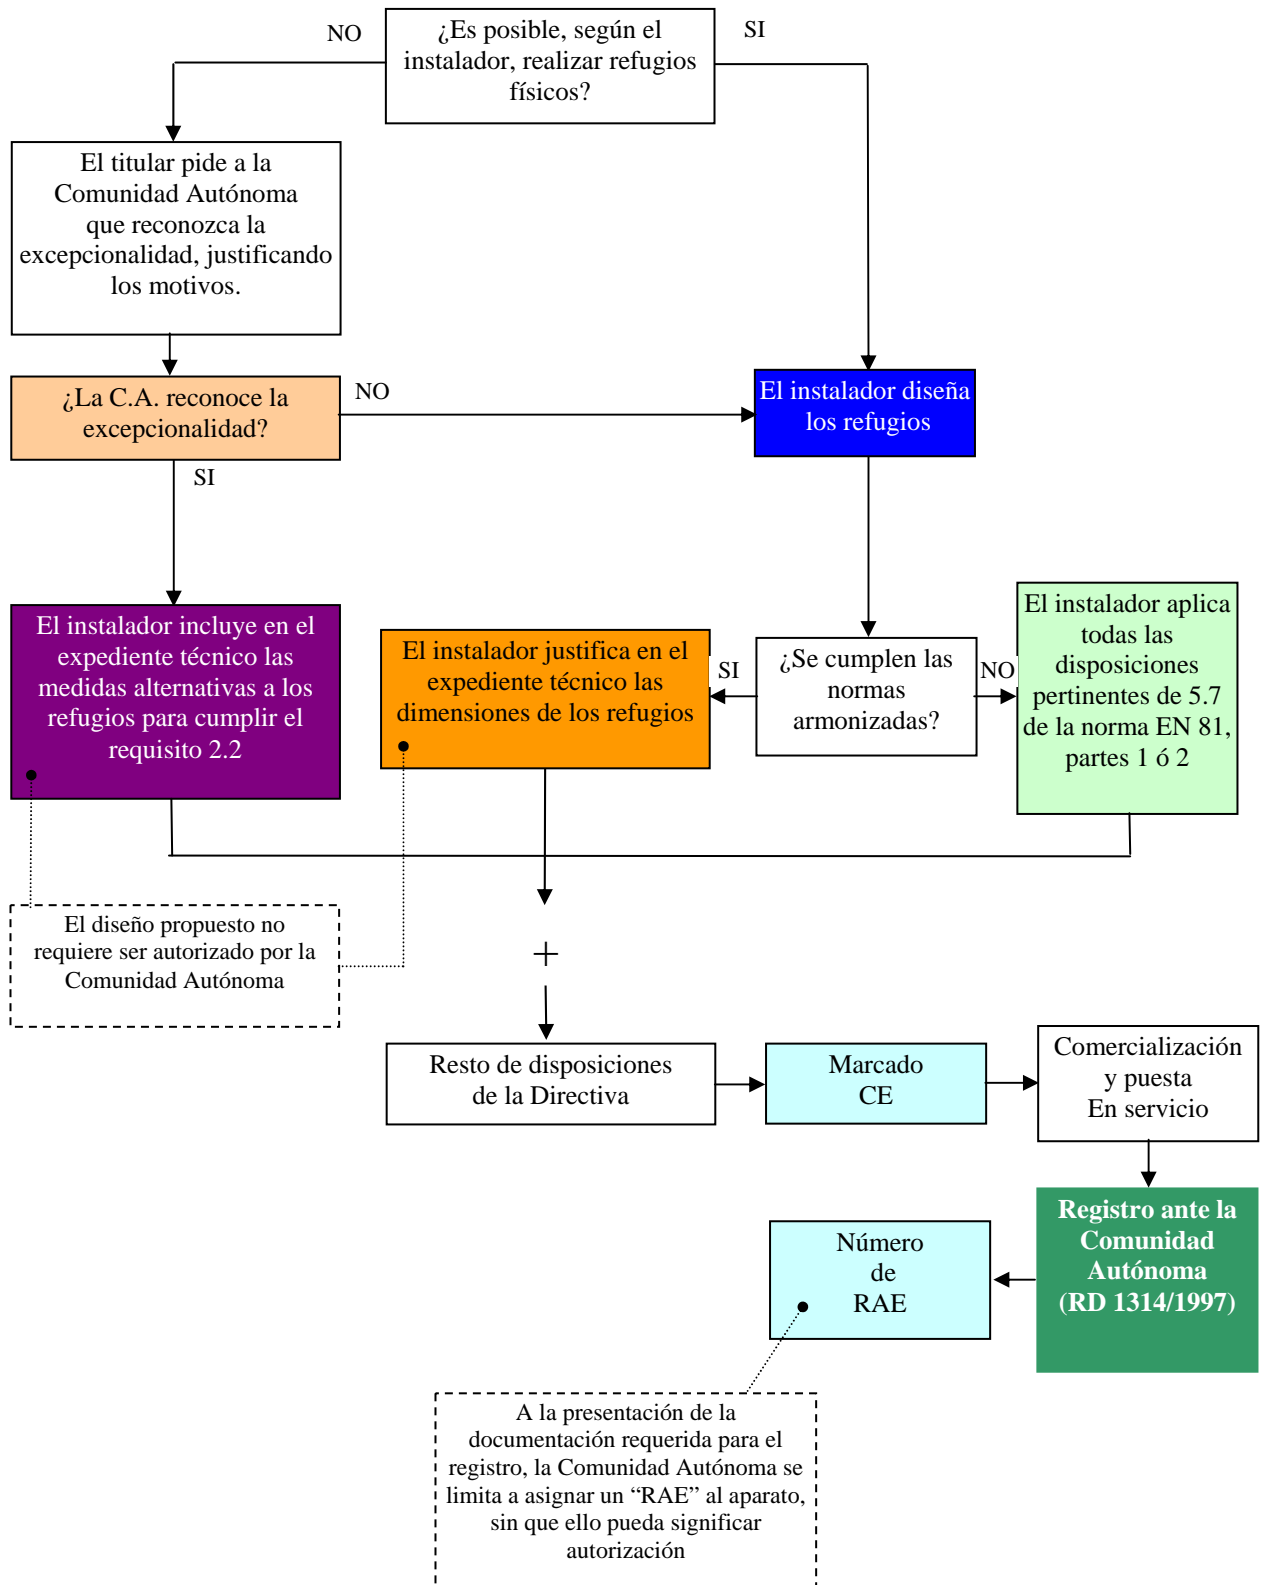 NO
¿Es posible, según el
instalador, realizar refugios
físicos?
SI
El titular pide a la
Comunidad Autónoma
que reconozca la
excepcionalidad, justificando
los motivos.
¿La C.A. reconoce la
excepcionalidad?
NO
SI
El instalador diseña
los refugios
El instalador incluye en el
expediente técnico las
medidas alternativas a los
refugios para cumplir el
requisito 2.2
El instalador justifica en el
expediente técnico las
dimensiones de los refugios
SI
¿Se cumplen las
normas
armonizadas?
NO
El instalador aplica
todas las
disposiciones
pertinentes de 5.7
de la norma EN 81,
partes 1 ó 2
El diseño propuesto no
requiere ser autorizado por la
Comunidad Autónoma
+
Resto de disposiciones
de la Directiva
Marcado
CE
Comercialización
y puesta
En servicio
Registro ante la
Comunidad
Autónoma
(RD 1314/1997)
Número
de
RAE
A la presentación de la
documentación requerida para el
registro, la Comunidad Autónoma se
limita a asignar un “RAE” al aparato,
sin que ello pueda significar
autorización